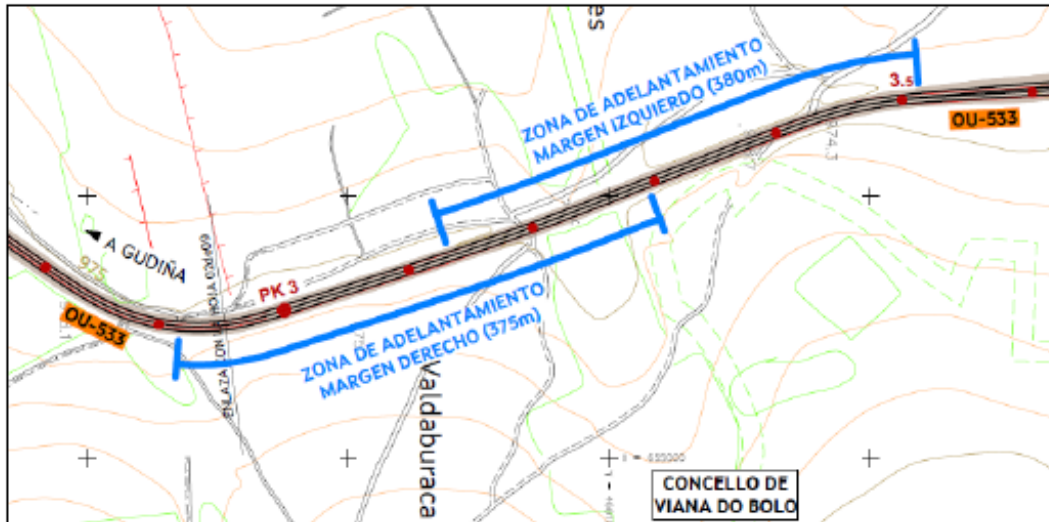 es
ZONA DE ADELANTAMIENTO
MARGEN IZQUIERDO (380m)
3.5
OU-533
A GUDIÑA
975
PK 3
OU-533
ZONA DE ADELANTAMIENTO
MARGEN DERECHO (375m)
Valdaburaca
CONCELLO DE
VIANA DO BOLO